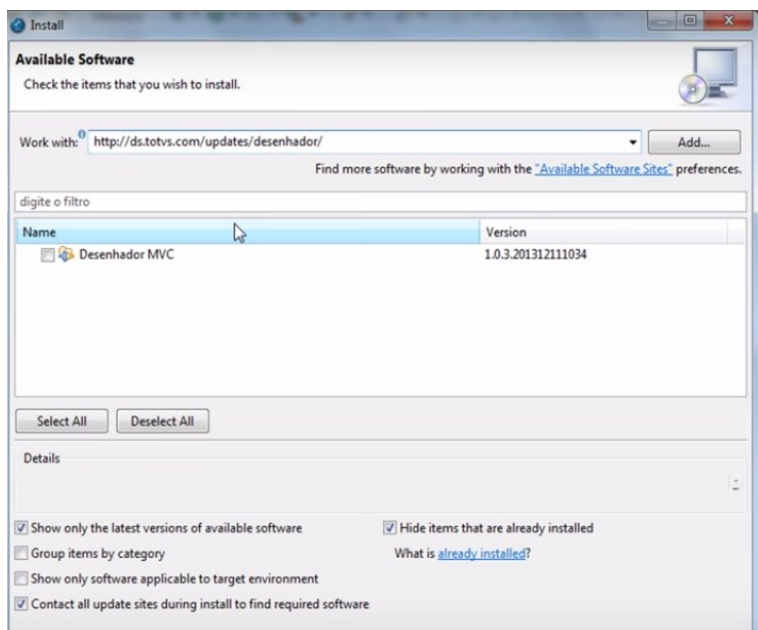 Install
Available Software
Check the items that you wish to install.
Work with: http://ds.totvs.com/updates/desenhador/ Add...
Find more software by working with the "Available Software Sites" preferences.
digite o filtro
Name Version
Desenhador MVC 1.0.3.201312111034
Select All Deselect All
Details
Show only the latest versions of available software Hide items that are already installed
Group items by category What is already installed?
Show only software applicable to target environment
Contact all update sites during install to find required software